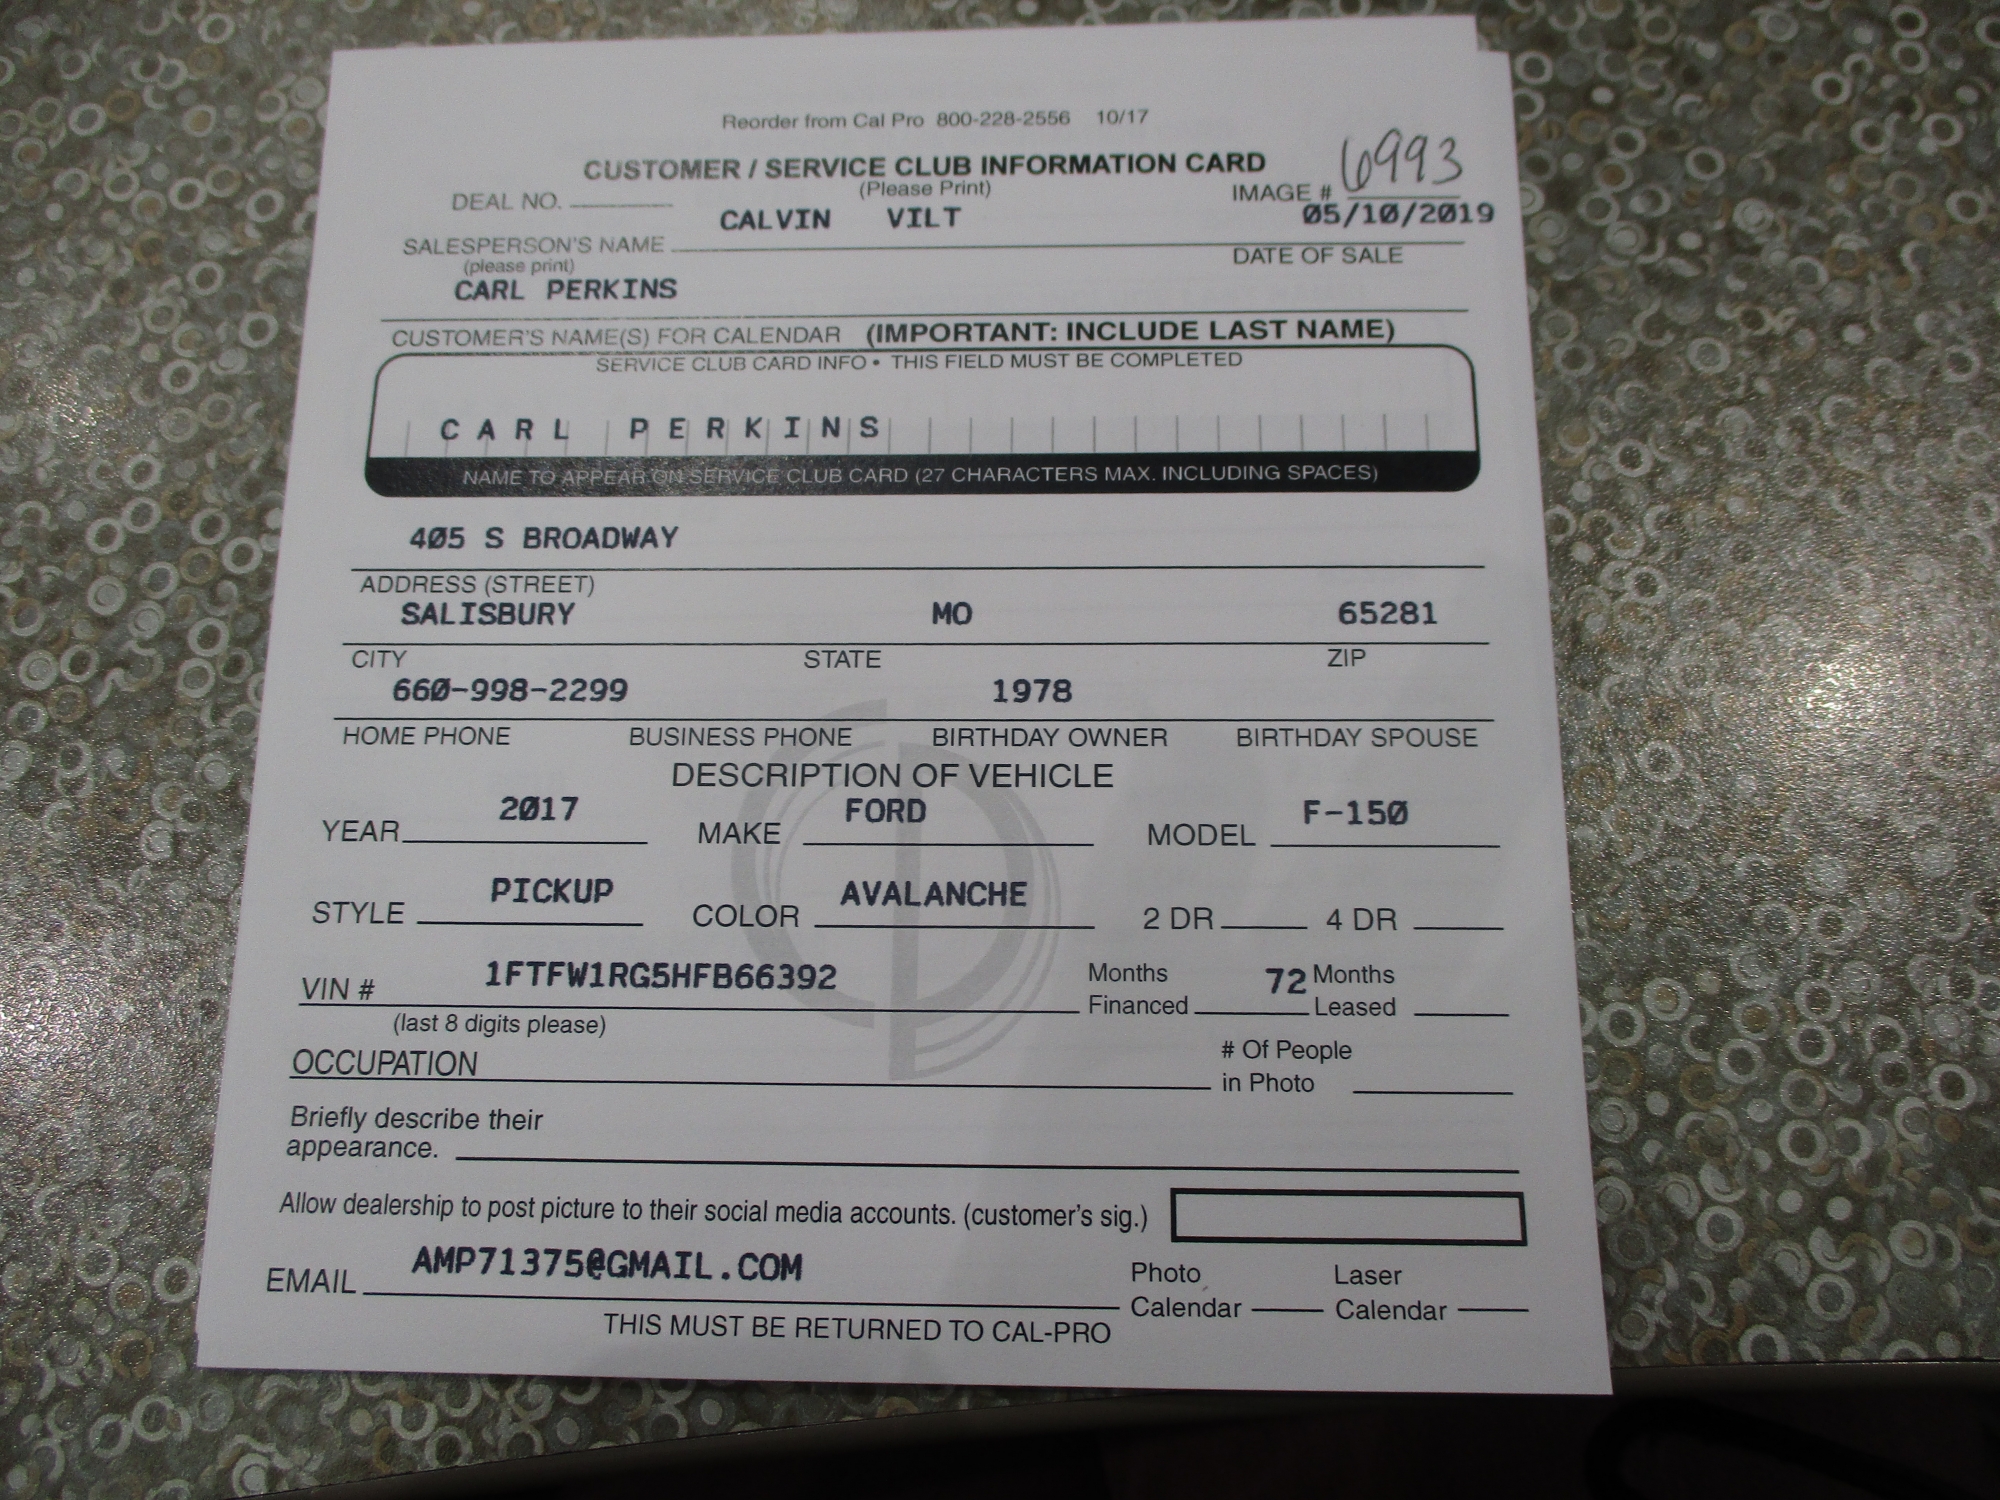 Reorder from Cal Pro 800-228-2556 10/17
CUSTOMER / SERVICE CLUB INFORMATION CARD
(Please Print)
DEAL NO.
IMAGE # 6993
CALVIN VILT
05/10/2019
SALESPERSON'S NAME
(please print)
DATE OF SALE
CARL PERKINS
CUSTOMER'S NAME(S) FOR CALENDAR (IMPORTANT: INCLUDE LAST NAME)
SERVICE CLUB CARD INFO • THIS FIELD MUST BE COMPLETED
CARL PERKINS
NAME TO APPEAR ON SERVICE CLUB CARD (27 CHARACTERS MAX. INCLUDING SPACES)
405 S BROADWAY
ADDRESS (STREET)
SALISBURY MO 65281
CITY STATE ZIP
660-998-2299 1978
HOME PHONE BUSINESS PHONE BIRTHDAY OWNER BIRTHDAY SPOUSE
DESCRIPTION OF VEHICLE
YEAR 2017 MAKE FORD MODEL F-150
STYLE PICKUP COLOR AVALANCHE 2 DR 4 DR
VIN # 1FTFW1RG5HFB66392
(last 8 digits please)
Months Financed 72 Months Leased
OCCUPATION
# Of People in Photo
Briefly describe their
appearance.
Allow dealership to post picture to their social media accounts. (customer's sig.)
EMAIL AMP71375@GMAIL.COM
Photo Calendar Laser Calendar
THIS MUST BE RETURNED TO CAL-PRO